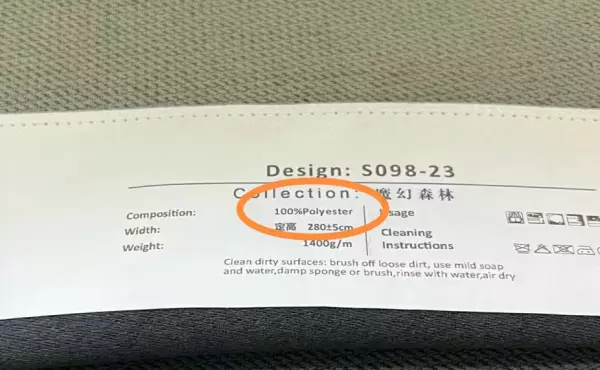 Design: S098-23
Collection: 魔幻森林
Composition: 100%Polyester Usage
Width: 定高 280±5cm Cleaning
Weight: 1400g/m Instructions
Clean dirty surfaces: brush off loose dirt, use mild soap
and water,damp sponge or brush,rinse with water,air dry